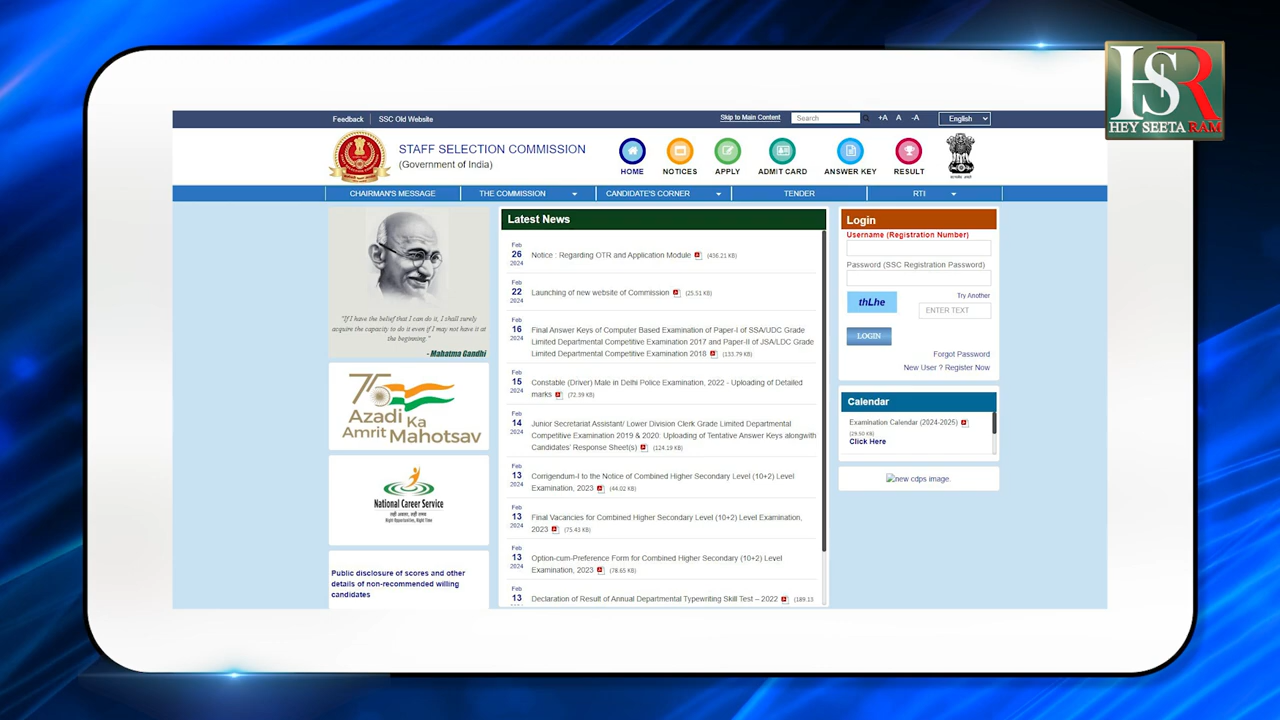 HSR
HEY SEETA RAM
Feedback
SSC Old Website
Skip to Main Content
Search
+A A -A
English
STAFF SELECTION COMMISSION
(Government of India)
HOME
NOTICES
APPLY
ADMIT CARD
ANSWER KEY
RESULT
CHAIRMAN'S MESSAGE
THE COMMISSION
CANDIDATE'S CORNER
TENDER
RTI
"If I have the belief that I can do it, I shall surely
acquire the capacity to do it even if I may not have it at
the beginning."
- Mahatma Gandhi
75
Azadi Ka
Amrit Mahotsav
National Career Service
Right Opportunities, Right Time
Public disclosure of scores and other
details of non-recommended willing
candidates
Latest News
Feb
26
2024
Notice : Regarding OTR and Application Module (436.21 KB)
Feb
22
2024
Launching of new website of Commission (25.51 KB)
Feb
16
2024
Final Answer Keys of Computer Based Examination of Paper-I of SSA/UDC Grade
Limited Departmental Competitive Examination 2017 and Paper-II of JSA/LDC Grade
Limited Departmental Competitive Examination 2018 (133.79 KB)
Feb
15
2024
Constable (Driver) Male in Delhi Police Examination, 2022 - Uploading of Detailed
marks (72.39 KB)
Feb
14
2024
Junior Secretariat Assistant/ Lower Division Clerk Grade Limited Departmental
Competitive Examination 2019 & 2020: Uploading of Tentative Answer Keys alongwith
Candidates' Response Sheet(s) (124.19 KB)
Feb
13
2024
Corrigendum-I to the Notice of Combined Higher Secondary Level (10+2) Level
Examination, 2023 (44.02 KB)
Feb
13
2024
Final Vacancies for Combined Higher Secondary Level (10+2) Level Examination,
2023 (75.43 KB)
Feb
13
2024
Option-cum-Preference Form for Combined Higher Secondary (10+2) Level
Examination, 2023 (78.65 KB)
Feb
13
Declaration of Result of Annual Departmental Typewriting Skill Test – 2022 (189.15
Login
Username (Registration Number)
Password (SSC Registration Password)
thLhe
Try Another
ENTER TEXT
LOGIN
Forgot Password
New User ? Register Now
Calendar
Examination Calendar (2024-2025)
(29.50 KB)
Click Here
new cdps image.